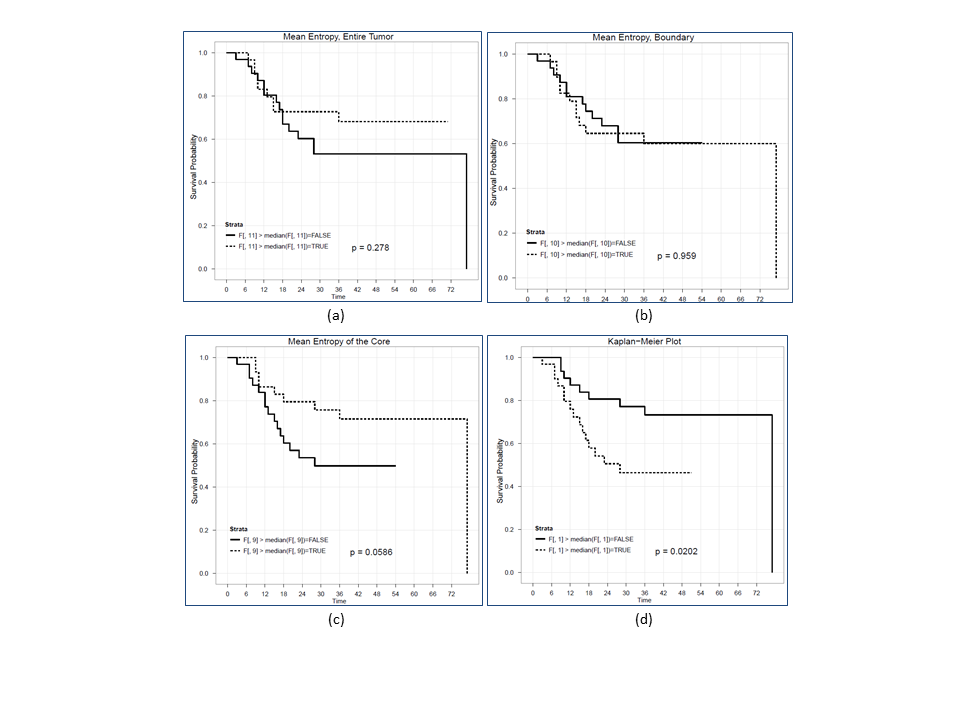 Mean Entropy, Entire Tumor
Survival Probability
1.0
0.8
0.6
0.4
0.2
0.0
Strata
F[, 11] > median(F[, 11])=FALSE
F[, 11] > median(F[, 11])=TRUE
p = 0.278
0 6 12 18 24 30 36 42 48 54 60 66 72
Time
(a)
Mean Entropy, Boundary
Survival Probability
1.0
0.8
0.6
0.4
0.2
0.0
Strata
F[, 10] > median(F[, 10])=FALSE
F[, 10] > median(F[, 10])=TRUE
p = 0.959
0 6 12 18 24 30 36 42 48 54 60 66 72
(b)
Mean Entropy of the Core
Survival Probability
1.0
0.8
0.6
0.4
0.2
0.0
Strata
F[, 9] > median(F[, 9])=FALSE
F[, 9] > median(F[, 9])=TRUE
p = 0.0586
0 6 12 18 24 30 36 42 48 54 60 66 72
Time
(c)
Kaplan−Meier Plot
Survival Probability
1.0
0.8
0.6
0.4
0.2
0.0
Strata
F[, 1] > median(F[, 1])=FALSE
F[, 1] > median(F[, 1])=TRUE
p = 0.0202
0 6 12 18 24 30 36 42 48 54 60 66 72
Time
(d)